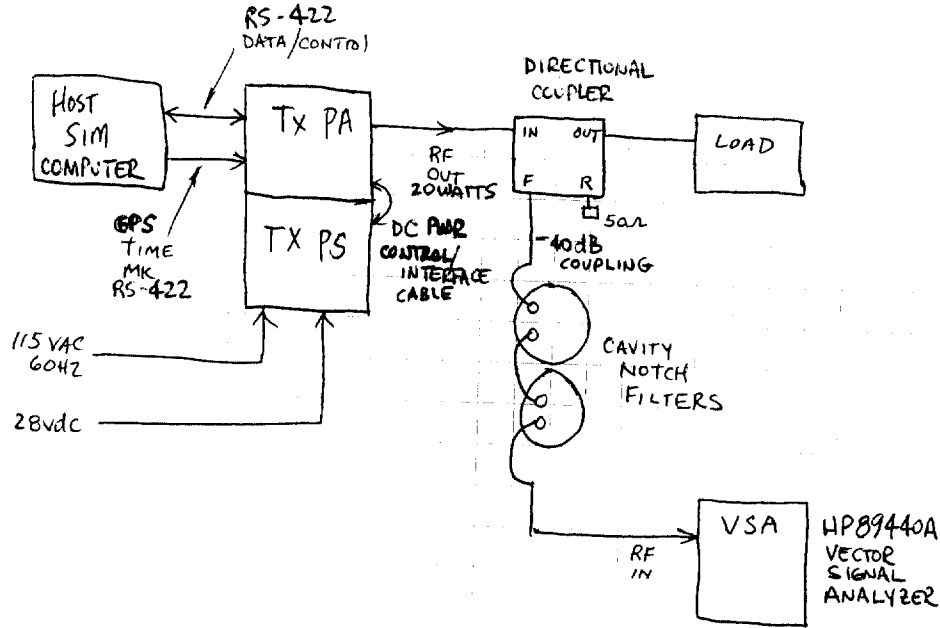 RS-422
DATA/CONTROL
HOST
SIM
COMPUTER
TX PA
TX PS
GPS
TIME
MK
RS-422
115 VAC
60HZ
28vdc
RF
OUT
20WATTS
DC PWR
CONTROL/
INTERFACE
CABLE
DIRECTIONAL
COUPLER
IN
OUT
F
R
LOAD
50Ω
-40dB
COUPLING
CAVITY
NOTCH
FILTERS
RF
IN
VSA
HP89440A
VECTOR
SIGNAL
ANALYZER